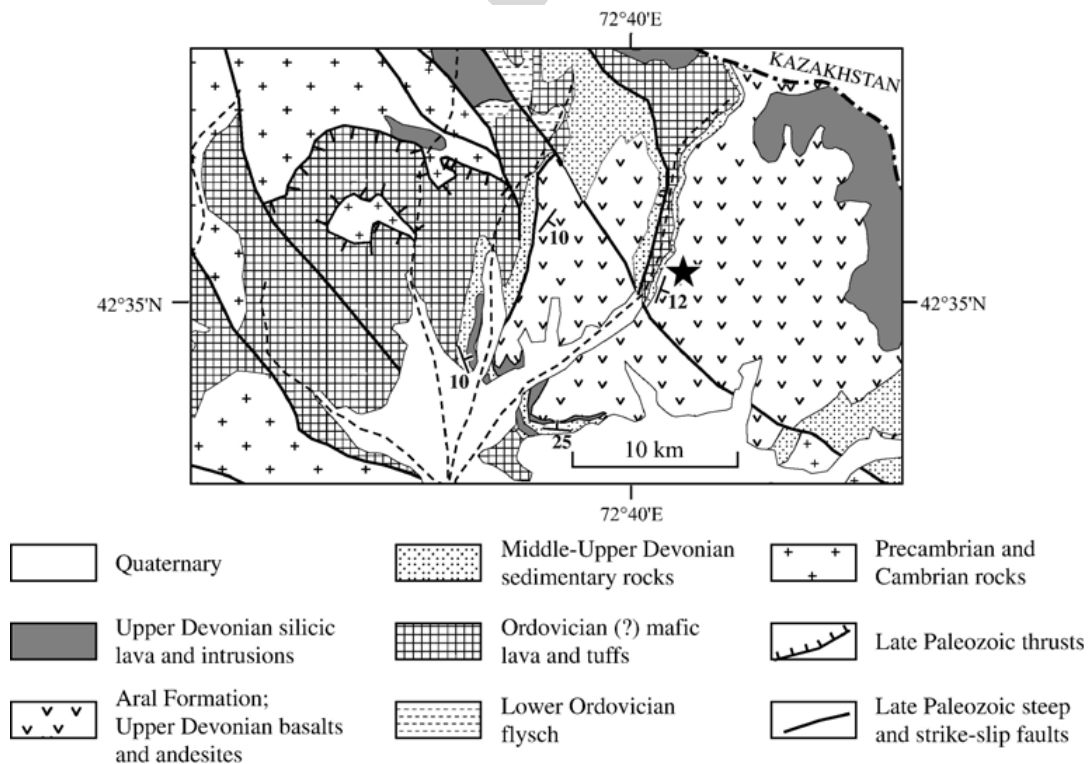 72°40'E
KAZAKHSTAN
10
42°35'N
42°35'N
12
10
25
10 km
72°40'E
Quaternary
Middle-Upper Devonian
sedimentary rocks
Precambrian and
Cambrian rocks
Upper Devonian silicic
lava and intrusions
Ordovician (?) mafic
lava and tuffs
Late Paleozoic thrusts
Aral Formation;
Upper Devonian basalts
and andesites
Lower Ordovician
flysch
Late Paleozoic steep
and strike-slip faults